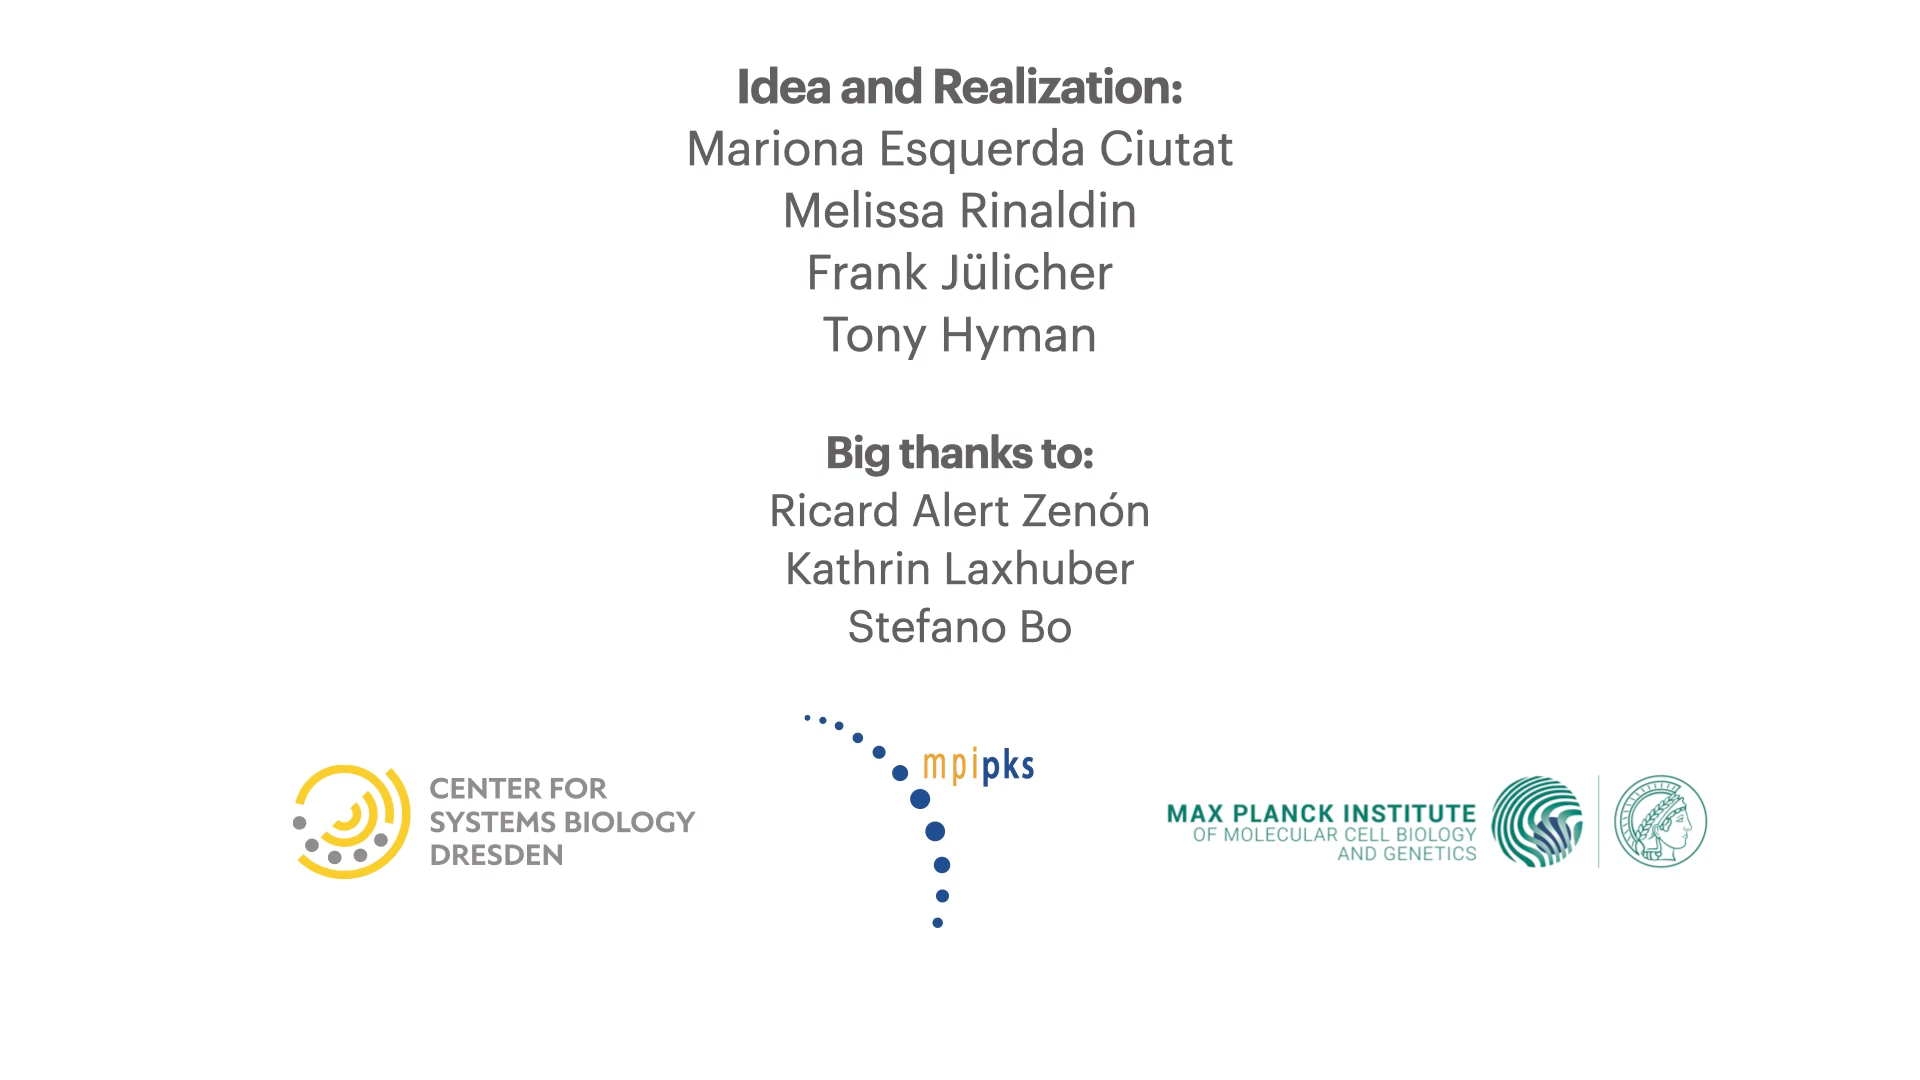 Idea and Realization:
Mariona Esquerda Ciutat
Melissa Rinaldin
Frank Jülicher
Tony Hyman
Big thanks to:
Ricard Alert Zenón
Kathrin Laxhuber
Stefano Bo
CENTER FOR
SYSTEMS BIOLOGY
DRESDEN
mpipks
MAX PLANCK INSTITUTE
OF MOLECULAR CELL BIOLOGY
AND GENETICS